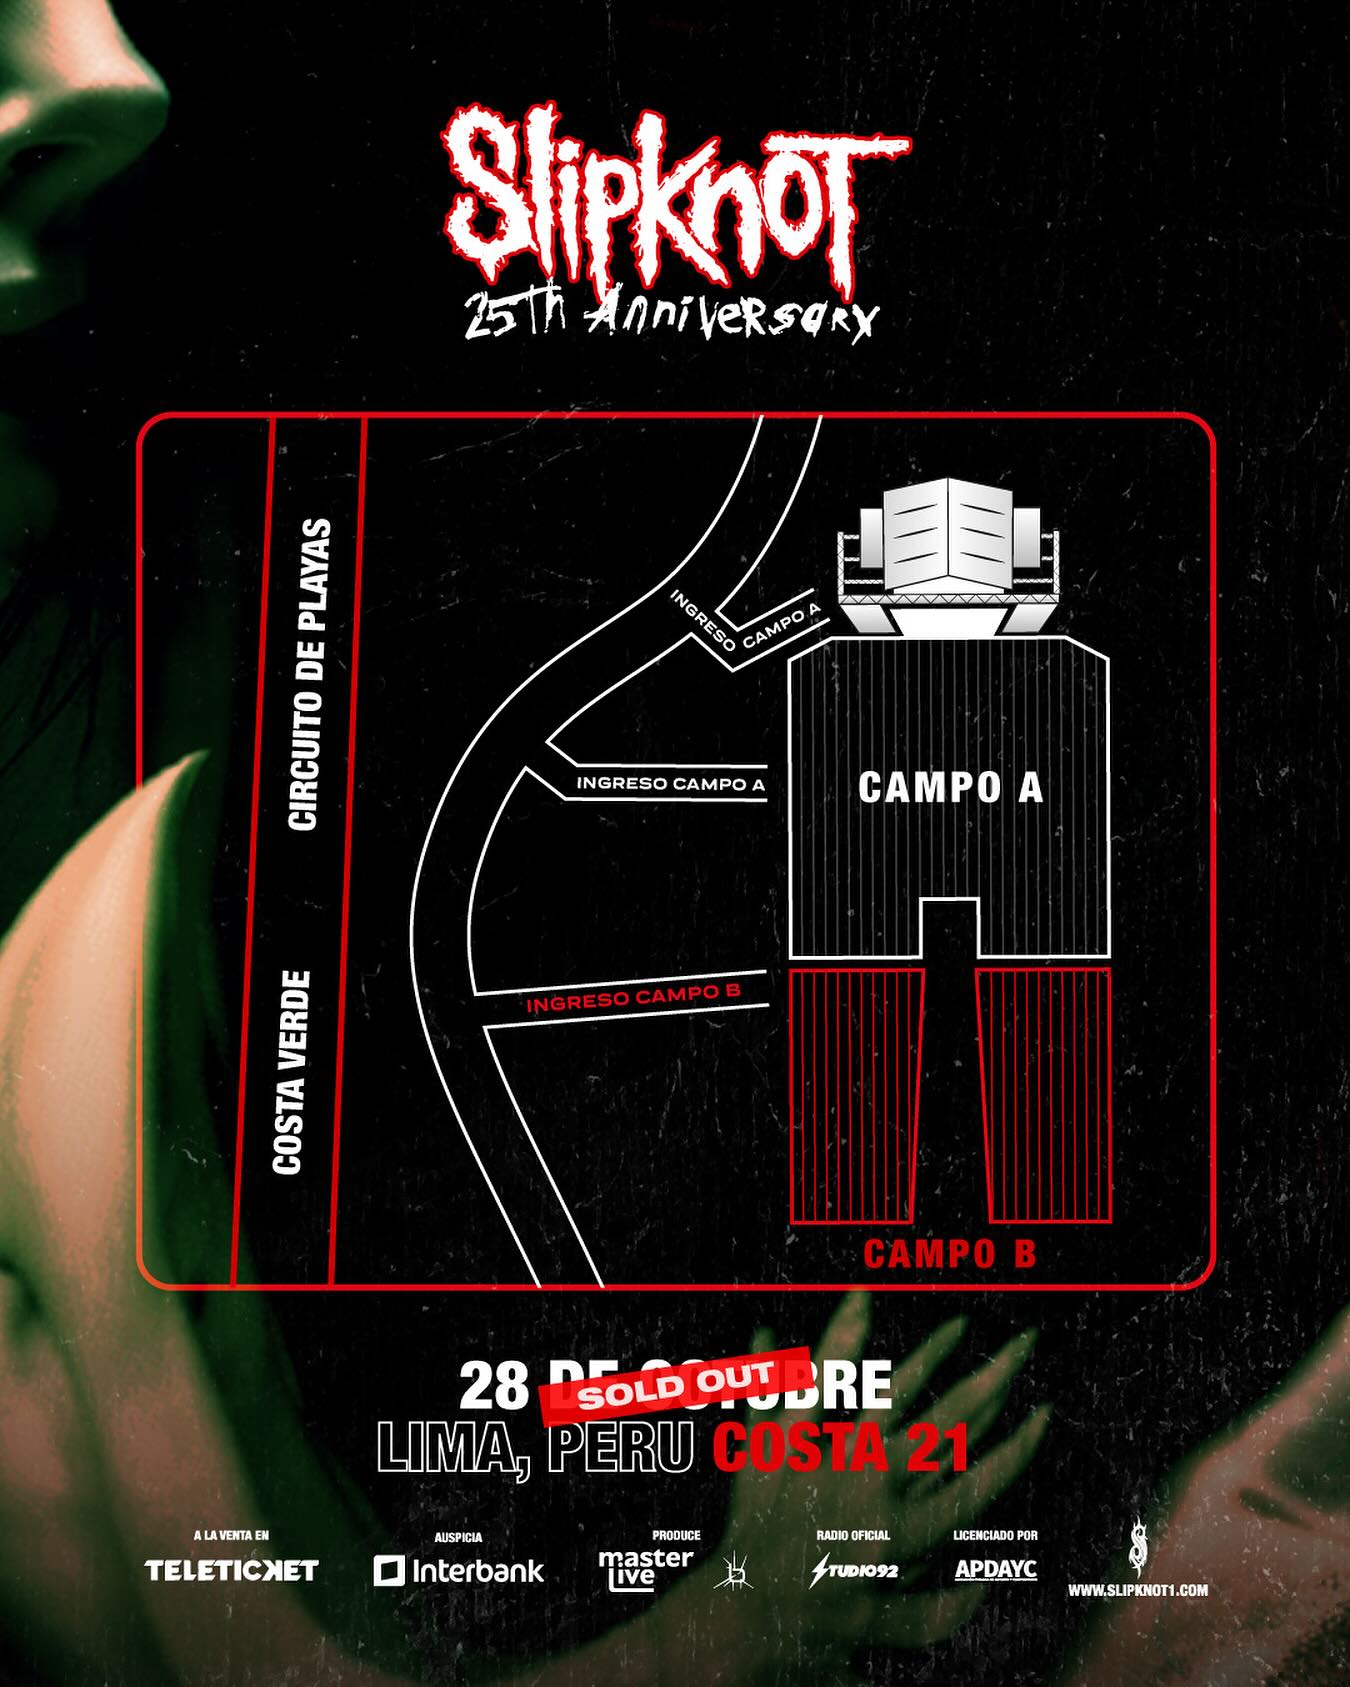 SlipknoT
25th Anniversary
CIRCUITO DE PLAYAS
COSTA VERDE
INGRESO CAMPO A
INGRESO CAMPO A
CAMPO A
INGRESO CAMPO B
CAMPO B
28 DE OCTUBRE
SOLD OUT
LIMA, PERU COSTA 21
A LA VENTA EN
TELETICKET
AUSPICIA
Interbank
PRODUCE
master
live
RADIO OFICIAL
STUDIO92
LICENCIADO POR
APDAYC
WWW.SLIPKNOT1.COM